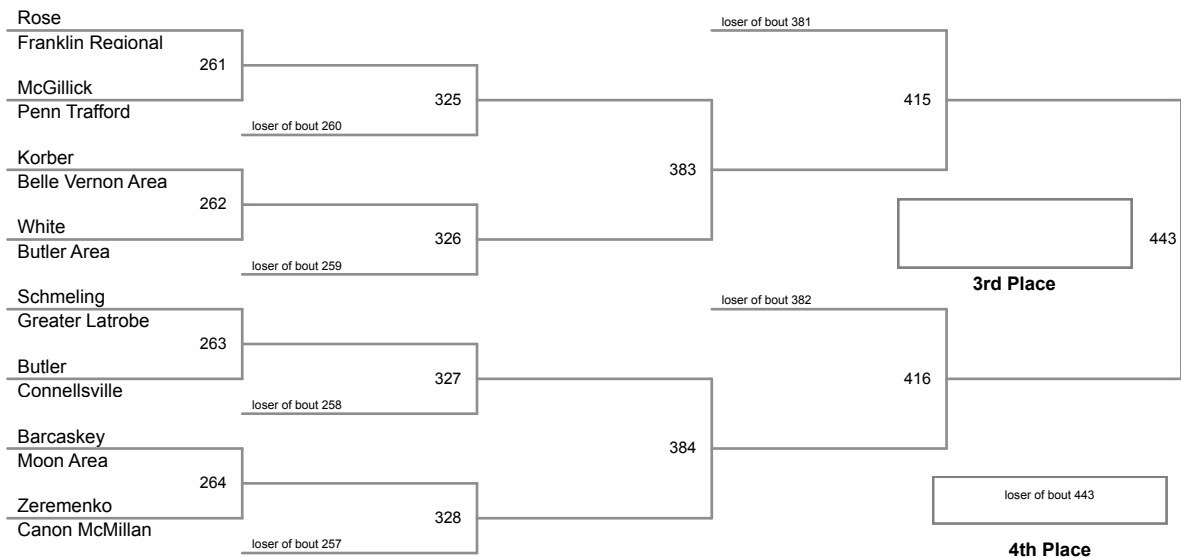 Rose
Franklin Regional
261
McGillick
Penn Trafford
loser of bout 260
325
Korber
Belle Vernon Area
262
White
Butler Area
loser of bout 259
326
383
Schmeling
Greater Latrobe
263
Butler
Connellsville
loser of bout 258
327
Barcaskey
Moon Area
264
Zeremenko
Canon McMillan
loser of bout 257
328
384
loser of bout 381
415
loser of bout 382
416
443
3rd Place
loser of bout 443
4th Place